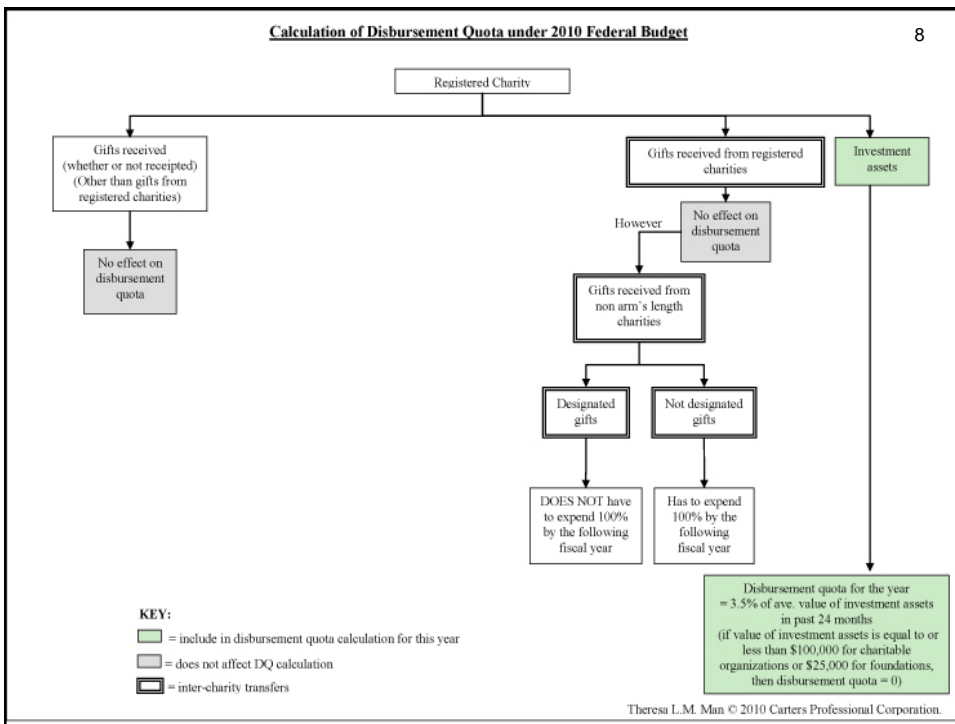 Calculation of Disbursement Quota under 2010 Federal Budget
8
Registered Charity
Gifts received
(whether or not receipted)
(Other than gifts from
registered charities)
Gifts received from registered
charities
Investment
assets
No effect on
disbursement
quota
However
No effect on
disbursement
quota
Gifts received from
non arm's length
charities
Designated
gifts
Not designated
gifts
DOES NOT have
to expend 100%
by the following
fiscal year
Has to expend
100% by the
following
fiscal year
Disbursement quota for the year
= 3.5% of ave. value of investment assets
in past 24 months
(if value of investment assets is equal to or
less than $100,000 for charitable
organizations or $25,000 for foundations,
then disbursement quota = 0)
KEY:
= include in disbursement quota calculation for this year
= does not affect DQ calculation
= inter-charity transfers
Theresa L.M. Man © 2010 Carters Professional Corporation.